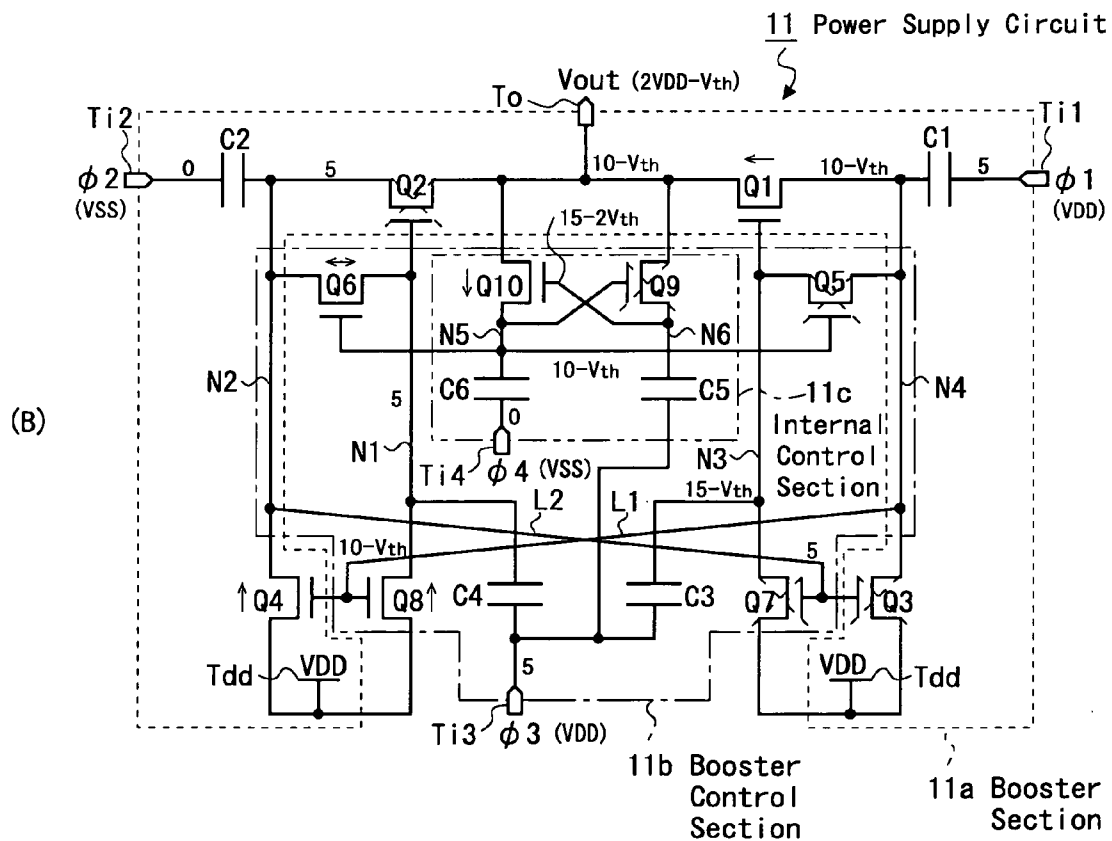 11 Power Supply Circuit
Vout (2VDD-Vth)
To
Ti2
Ti1
C2
C1
0
5
10-Vth
10-Vth
5
φ2
(VSS)
Q2
←
Q1
φ1
(VDD)
15-2Vth
↔
Q6
↓Q10
Q9
Q5
N5
N6
10-Vth
N2
N4
C6
C5
11c
Internal
Control
Section
(B)
5
0
N1
N3
Ti4
φ4 (VSS)
15-Vth
L2
L1
10-Vth
5
↑Q4
Q8↑
C4
C3
Q7
Q3
Tdd
VDD
5
VDD
Tdd
Ti3
φ3 (VDD)
11b Booster
Control
Section
11a Booster
Section